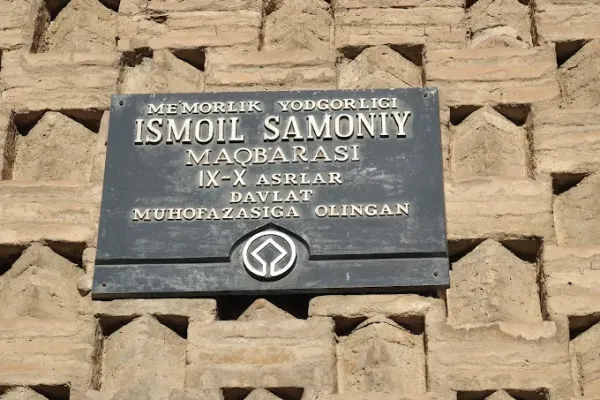 ME'MORLIK YODGORLIGI
ISMOIL SAMONIY
MAQBARASI
IX-X ASRLAR
DAVLAT
MUHOFAZASIGA OLINGAN